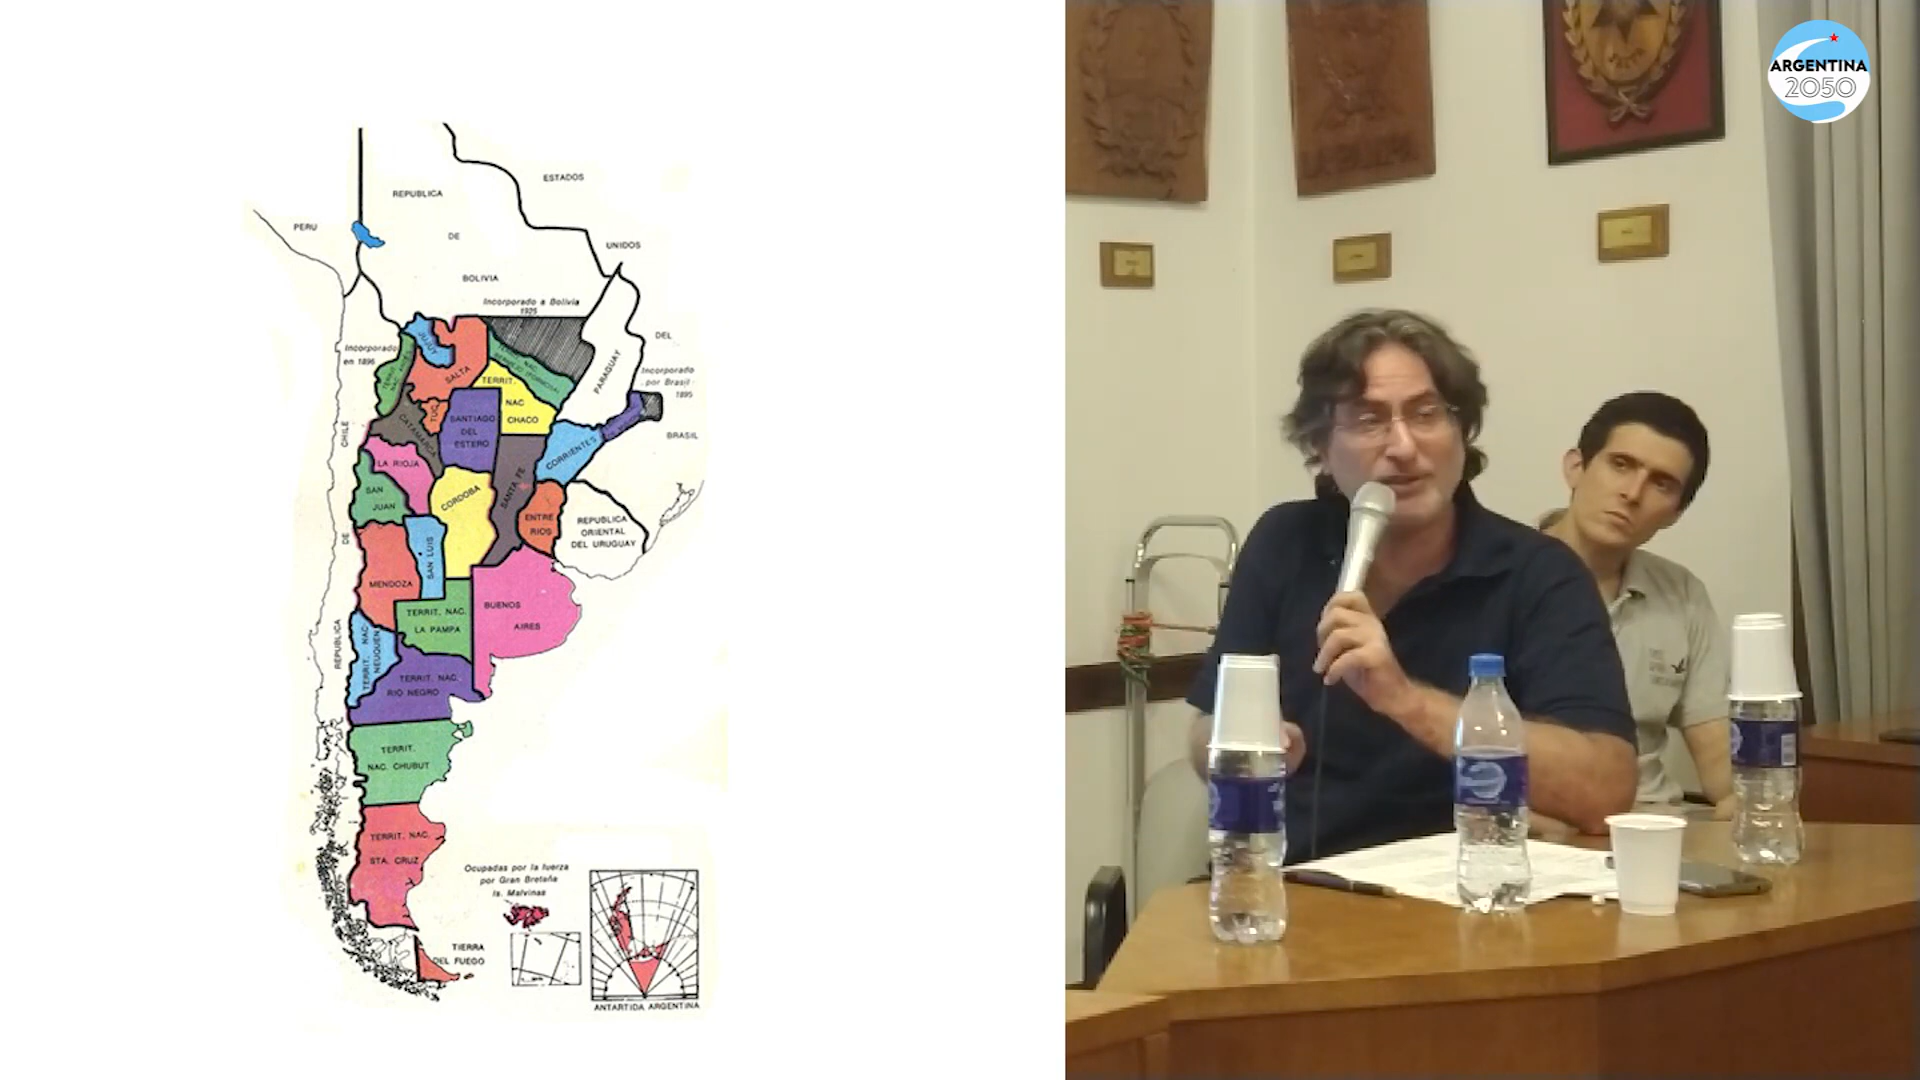 ARGENTINA
2050
ESTADOS
REPUBLICA
PERU
DE
UNIDOS
BOLIVIA
Incorporado a Bolivia
1925
DEL
Incorporado
en 1896
JUJUY
PARAGUAY
Incorporado
por Brasil
1895
SALTA
TERRIT.
NAC
CHACO
TUC.
SANTIAGO
DEL
ESTERO
CATAMARCA
CHILE
BRASIL
CORRIENTES
LA RIOJA
SANTA FE
SAN
JUAN
CORDOBA
ENTRE
RIOS
REPUBLICA
ORIENTAL
DEL URUGUAY
DE
SAN LUIS
MENDOZA
BUENOS
AIRES
TERRIT. NAC.
LA PAMPA
REPUBLICA
TERRIT. NAC.
NEUQUEN
TERRIT. NAC.
RIO NEGRO
TERRIT.
NAC. CHUBUT
TERRIT. NAC.
STA. CRUZ
Ocupadas por la fuerza
por Gran Bretaña
Is. Malvinas
TIERRA
DEL FUEGO
ANTARTIDA ARGENTINA